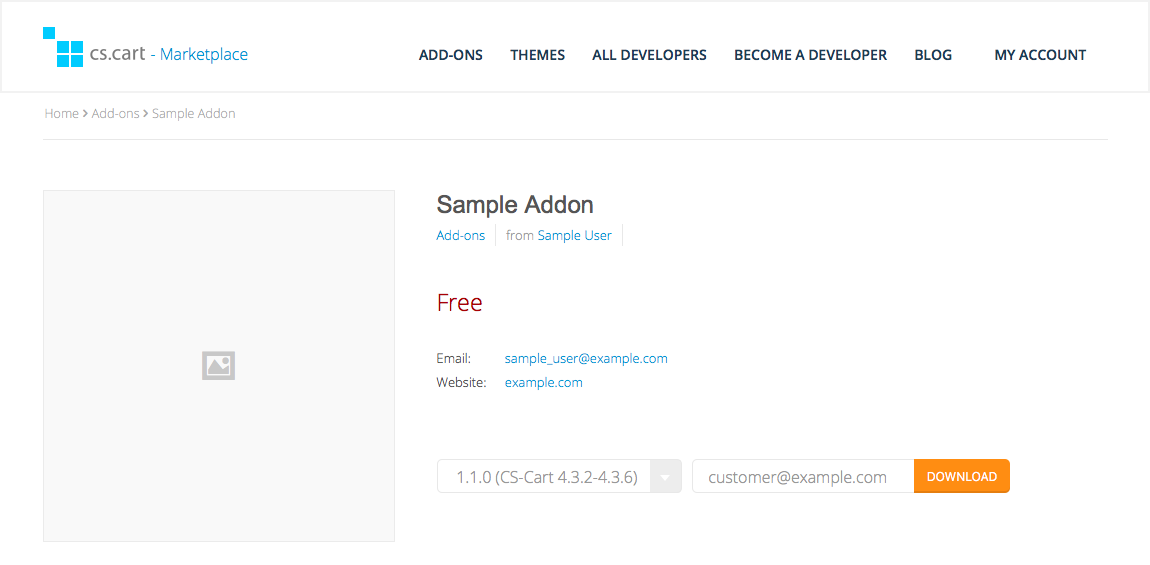 cs.cart - Marketplace ADD-ONS THEMES ALL DEVELOPERS BECOME A DEVELOPER BLOG MY ACCOUNT
Home > Add-ons > Sample Addon
Sample Addon
Add-ons from Sample User
Free
Email: sample_user@example.com
Website: example.com
1.1.0 (CS-Cart 4.3.2-4.3.6) customer@example.com DOWNLOAD